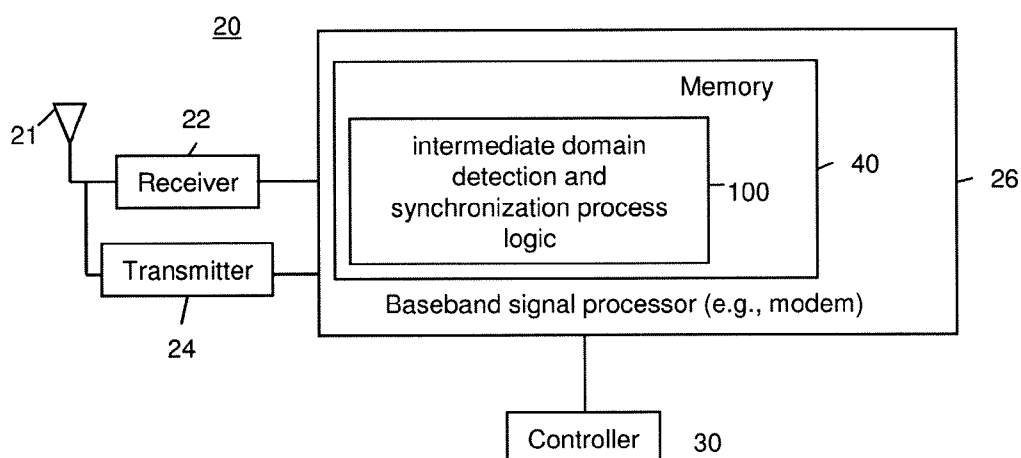 20
21
22
Receiver
Transmitter
24
Memory
intermediate domain
detection and
synchronization process
logic
100
40
26
Baseband signal processor (e.g., modem)
Controller
30